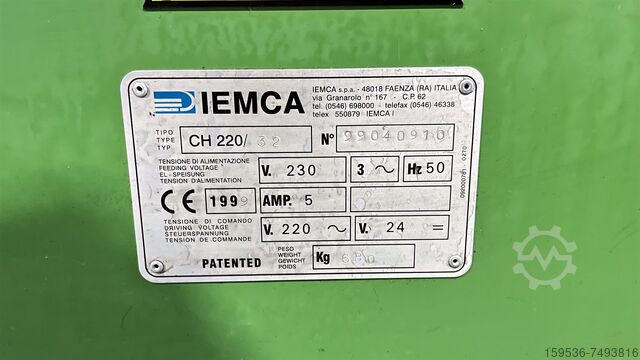 IEMCA
IEMCA s.p.a. - 48018 FAENZA (RA) ITALIA
via Granarolo n° 167 - C.P. 62
tel. (0546) 698000 - telefax (0546) 46338
telex 550879 IEMCA I
TIPO
TYPE
TYP
CH 220/ 32
N° 99040910
TENSIONE DI ALIMENTAZIONE
FEEDING VOLTAGE
EL-SPEISUNG
TENSION D'ALIMENTATION
V. 230
3 ~
Hz 50
CE
1999
AMP. 5
TENSIONE DI COMANDO
DRIVING VOLTAGE
STEUERSPANNUNG
TENSION DE COMMANDE
V. 220 ~
V. 24 =
PATENTED
PESO
WEIGHT
GEWICHT
POIDS
Kg 680
159536-7493816